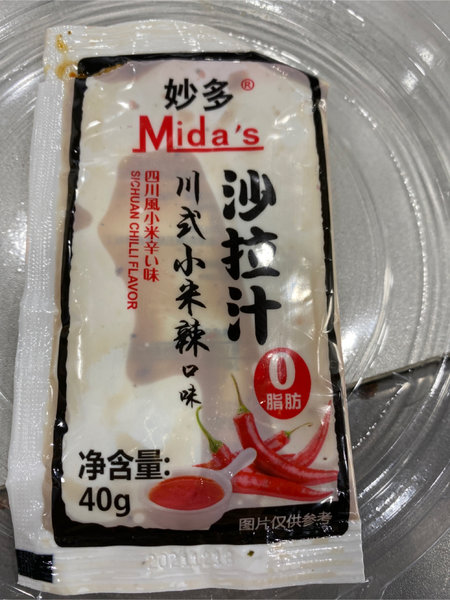 妙多®
Mida's
沙拉汁
川式小米辣口味
四川風小米辛い味
SICHUAN CHILLI FLAVOR
0
脂肪
净含量:
40g
图片仅供参考